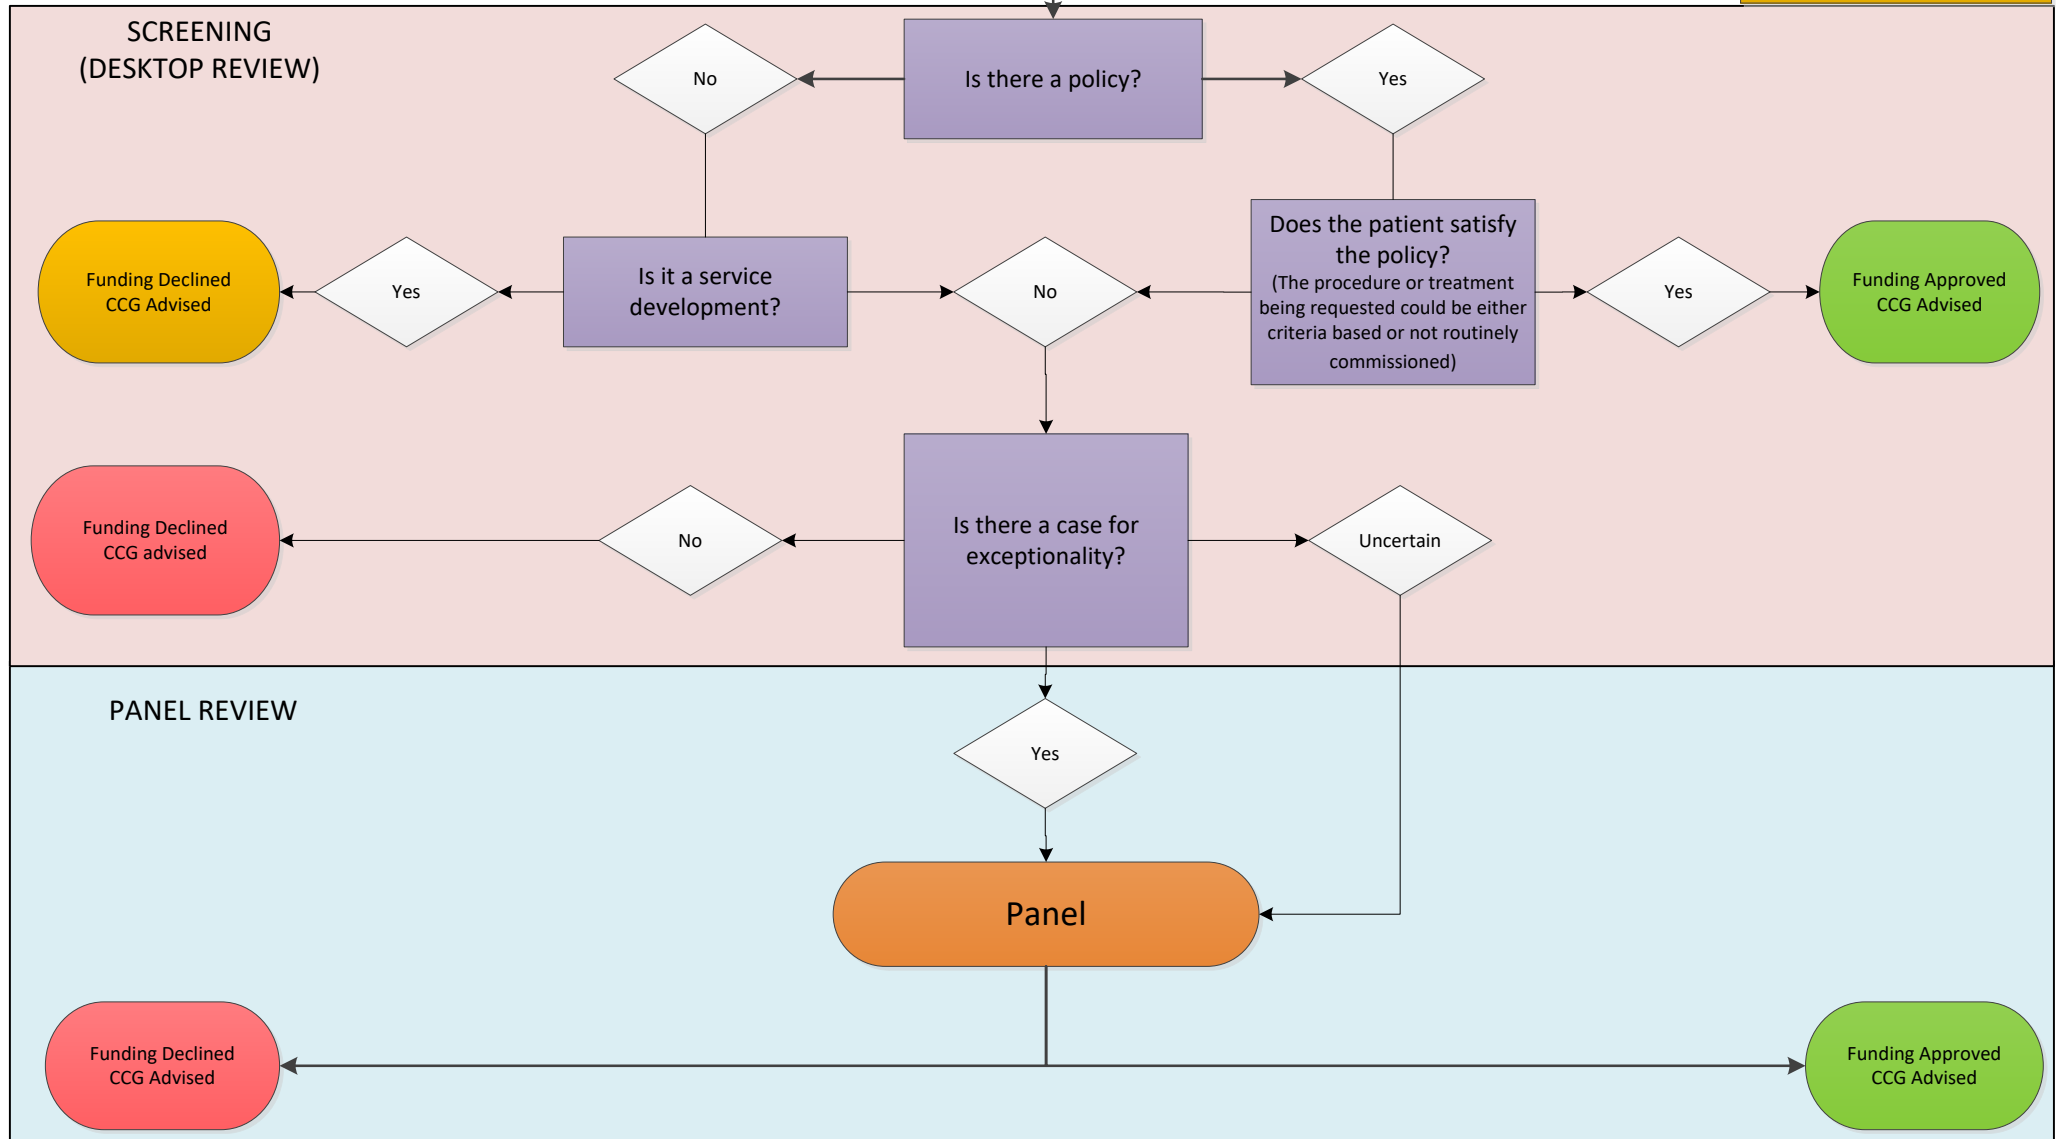 SCREENING
(DESKTOP REVIEW)
No
Is there a policy?
Yes
Funding Declined
CCG Advised
Yes
Is it a service
development?
No
Does the patient satisfy
the policy?
(The procedure or treatment
being requested could be either
criteria based or not routinely
commissioned)
Yes
Funding Approved
CCG Advised
Funding Declined
CCG advised
No
Is there a case for
exceptionality?
Uncertain
PANEL REVIEW
Yes
Panel
Funding Declined
CCG Advised
Funding Approved
CCG Advised